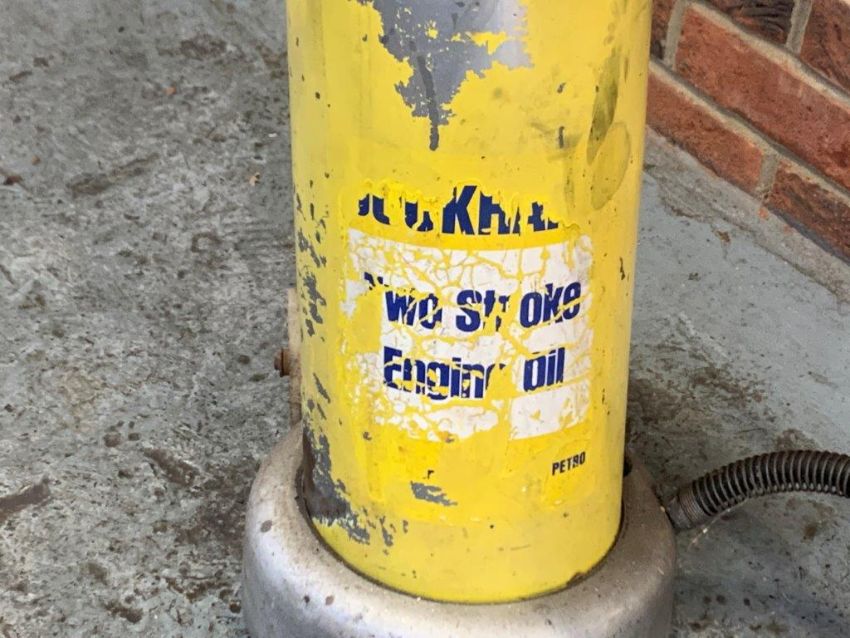 Two Stroke
Engine Oil
PETRO